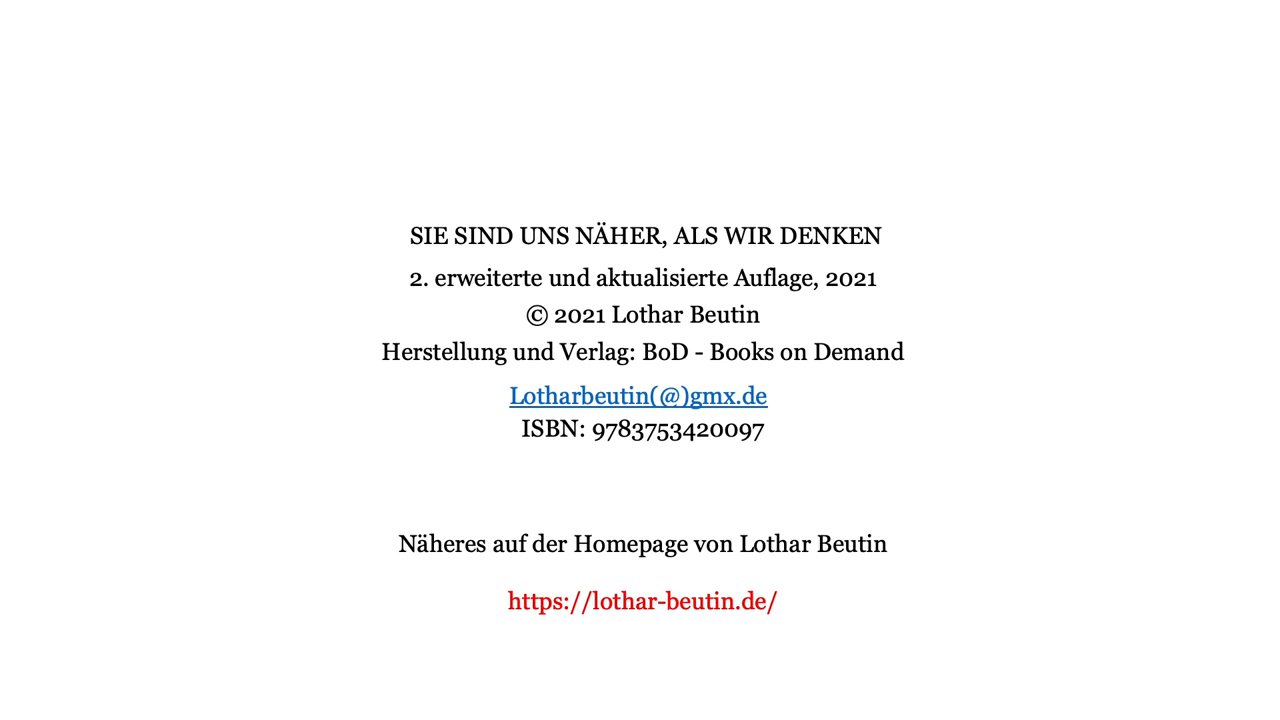 SIE SIND UNS NÄHER, ALS WIR DENKEN
2. erweiterte und aktualisierte Auflage, 2021
© 2021 Lothar Beutin
Herstellung und Verlag: BoD - Books on Demand
Lotharbeutin(@)gmx.de
ISBN: 9783753420097
Näheres auf der Homepage von Lothar Beutin
https://lothar-beutin.de/